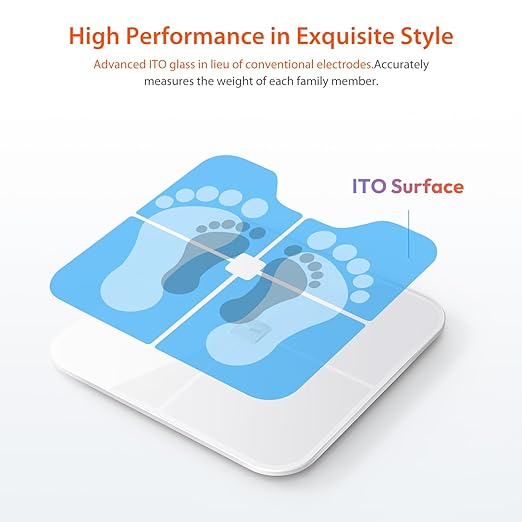 High Performance in Exquisite Style
Advanced ITO glass in lieu of conventional electrodes.Accurately
measures the weight of each family member.
ITO Surface